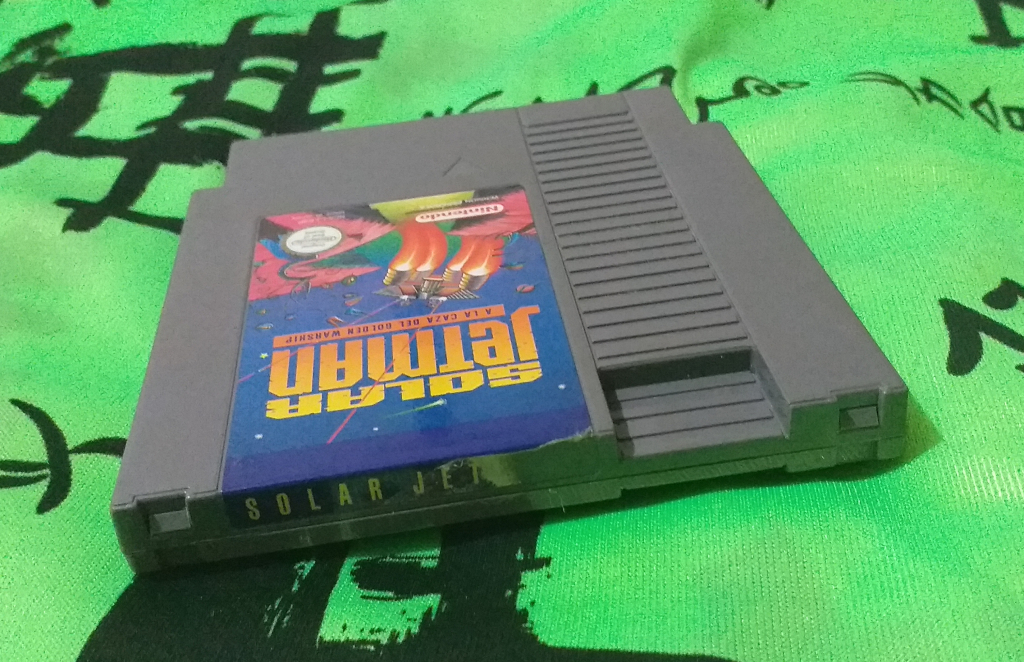 Nintendo
SOLAR
JETMAN
A LA CAZA DEL GOLDEN WARSHIP
SOLAR JET